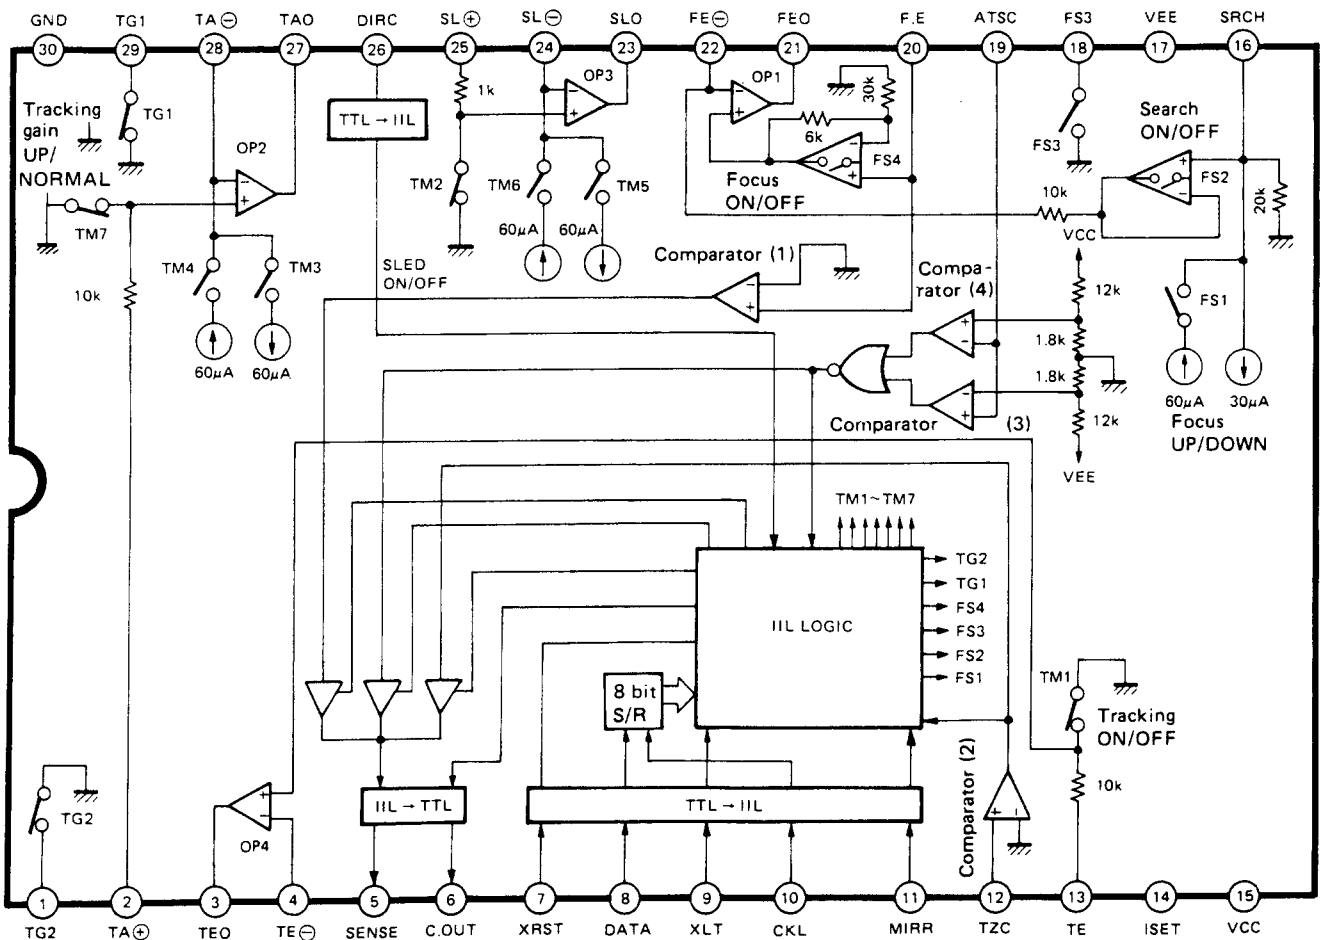 GND TG1 TA⊖ TAO DIRC SL⊕ SL⊖ SLO FE⊖ FEO F.E ATSC FS3 VEE SRCH
30 29 28 27 26 25 24 23 22 21 20 19 18 17 16
Tracking
gain
UP/
NORMAL
TG1
OP2
TM7
10k
TM4
TM3
60μA
60μA
TTL → IIL
SLED
ON/OFF
1k
TM2
OP3
TM6
TM5
60μA
60μA
OP1
30k
6k
FS4
Focus
ON/OFF
Comparator (1)
FS3
Search
ON/OFF
FS2
10k
20k
VCC
Compa-
rator (4)
12k
1.8k
1.8k
12k
VEE
Comparator (3)
FS1
60μA
30μA
Focus
UP/DOWN
TM1~TM7
IIL LOGIC
TG2
TG1
FS4
FS3
FS2
FS1
8 bit
S/R
TM1
Tracking
ON/OFF
10k
Comparator (2)
TG2
OP4
IIL → TTL
TTL → IIL
1 2 3 4 5 6 7 8 9 10 11 12 13 14 15
TG2 TA⊕ TEO TE⊖ SENSE C.OUT XRST DATA XLT CKL MIRR TZC TE ISET VCC